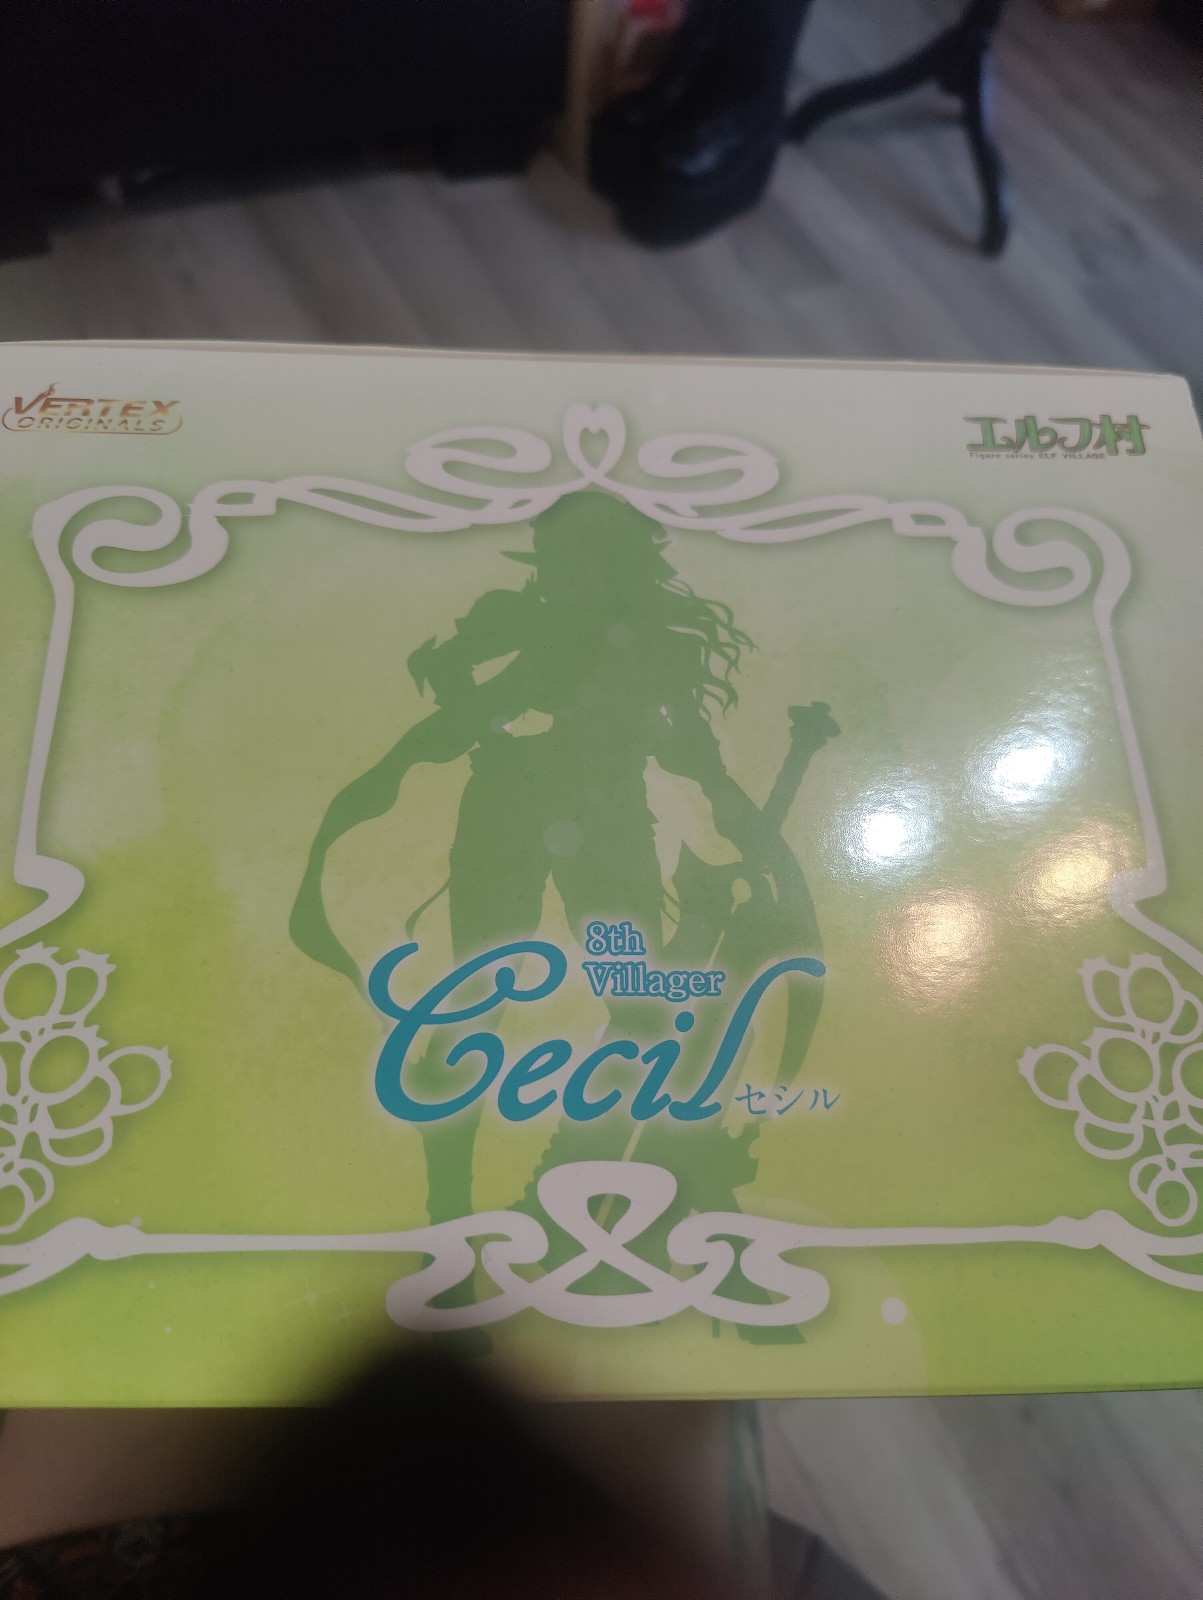 VERTEX
ORIGINALS
エルフ村
Figure series ELF VILLAGE
8th
Villager
Cecil
セシル